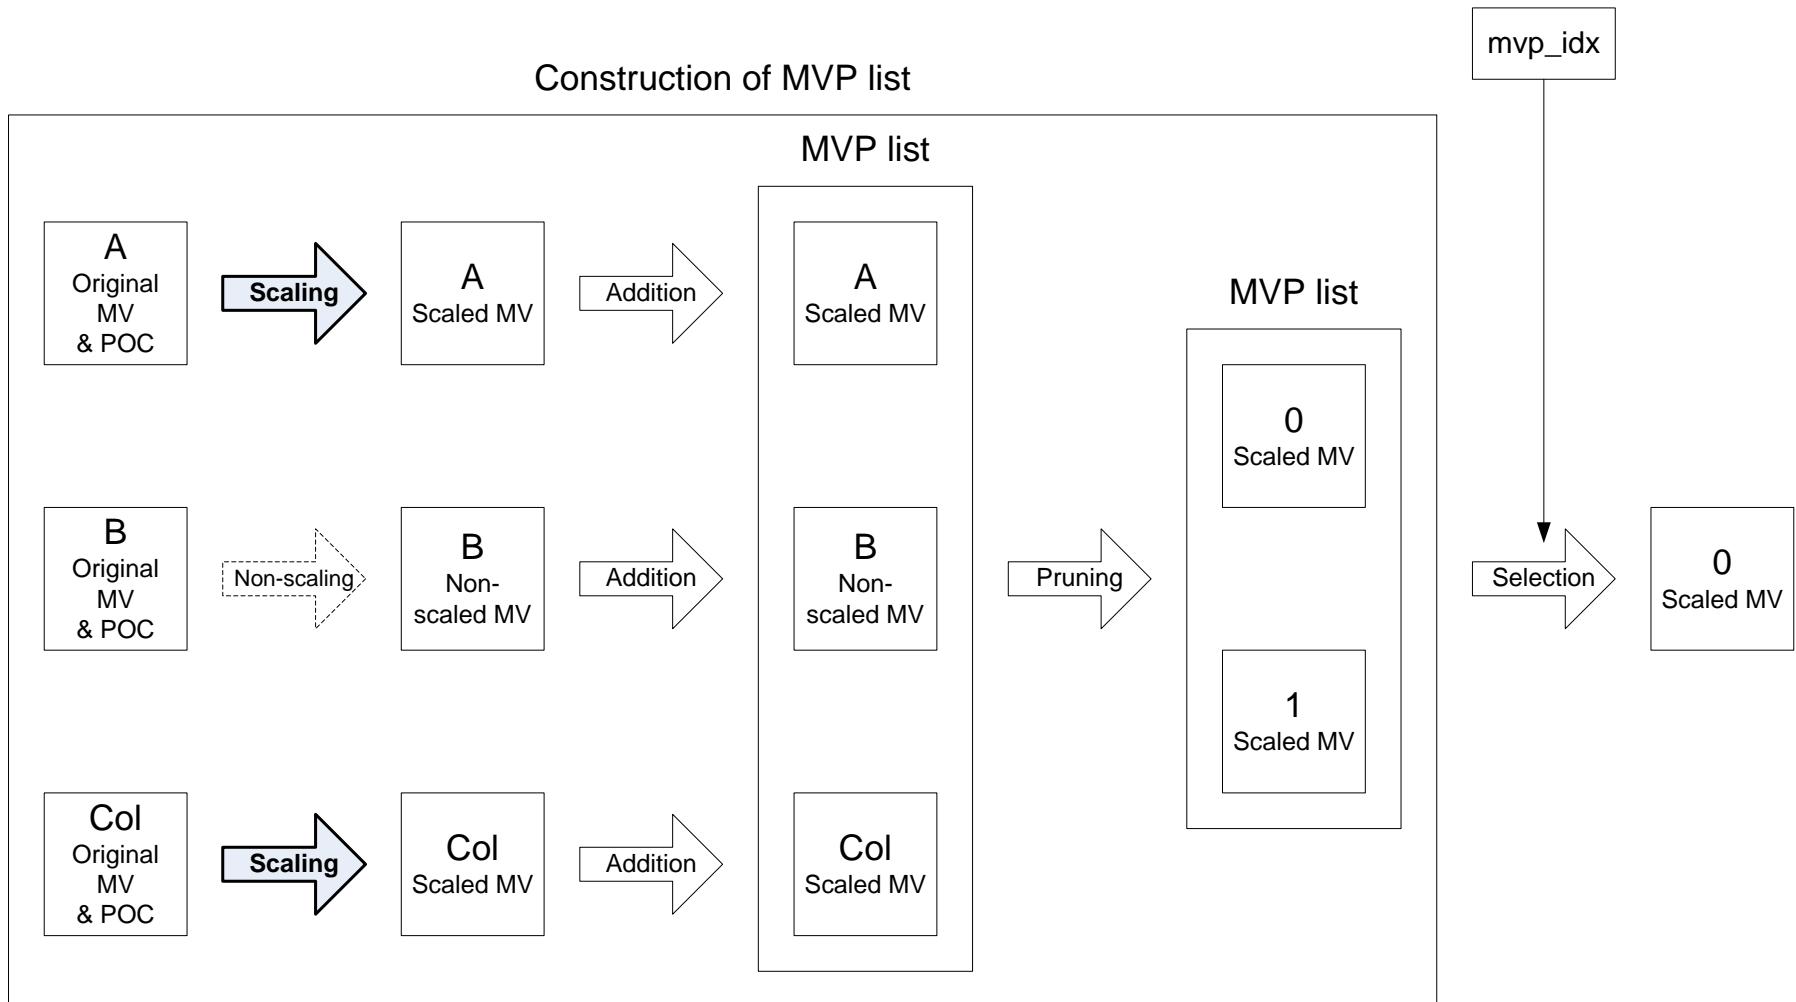 mvp_idx
Construction of MVP list
MVP list
A
Original
MV
& POC
Scaling
A
Scaled MV
Addition
A
Scaled MV
MVP list
0
Scaled MV
B
Original
MV
& POC
Non-scaling
B
Non-
scaled MV
Addition
B
Non-
scaled MV
Pruning
Selection
0
Scaled MV
1
Scaled MV
Col
Original
MV
& POC
Scaling
Col
Scaled MV
Addition
Col
Scaled MV